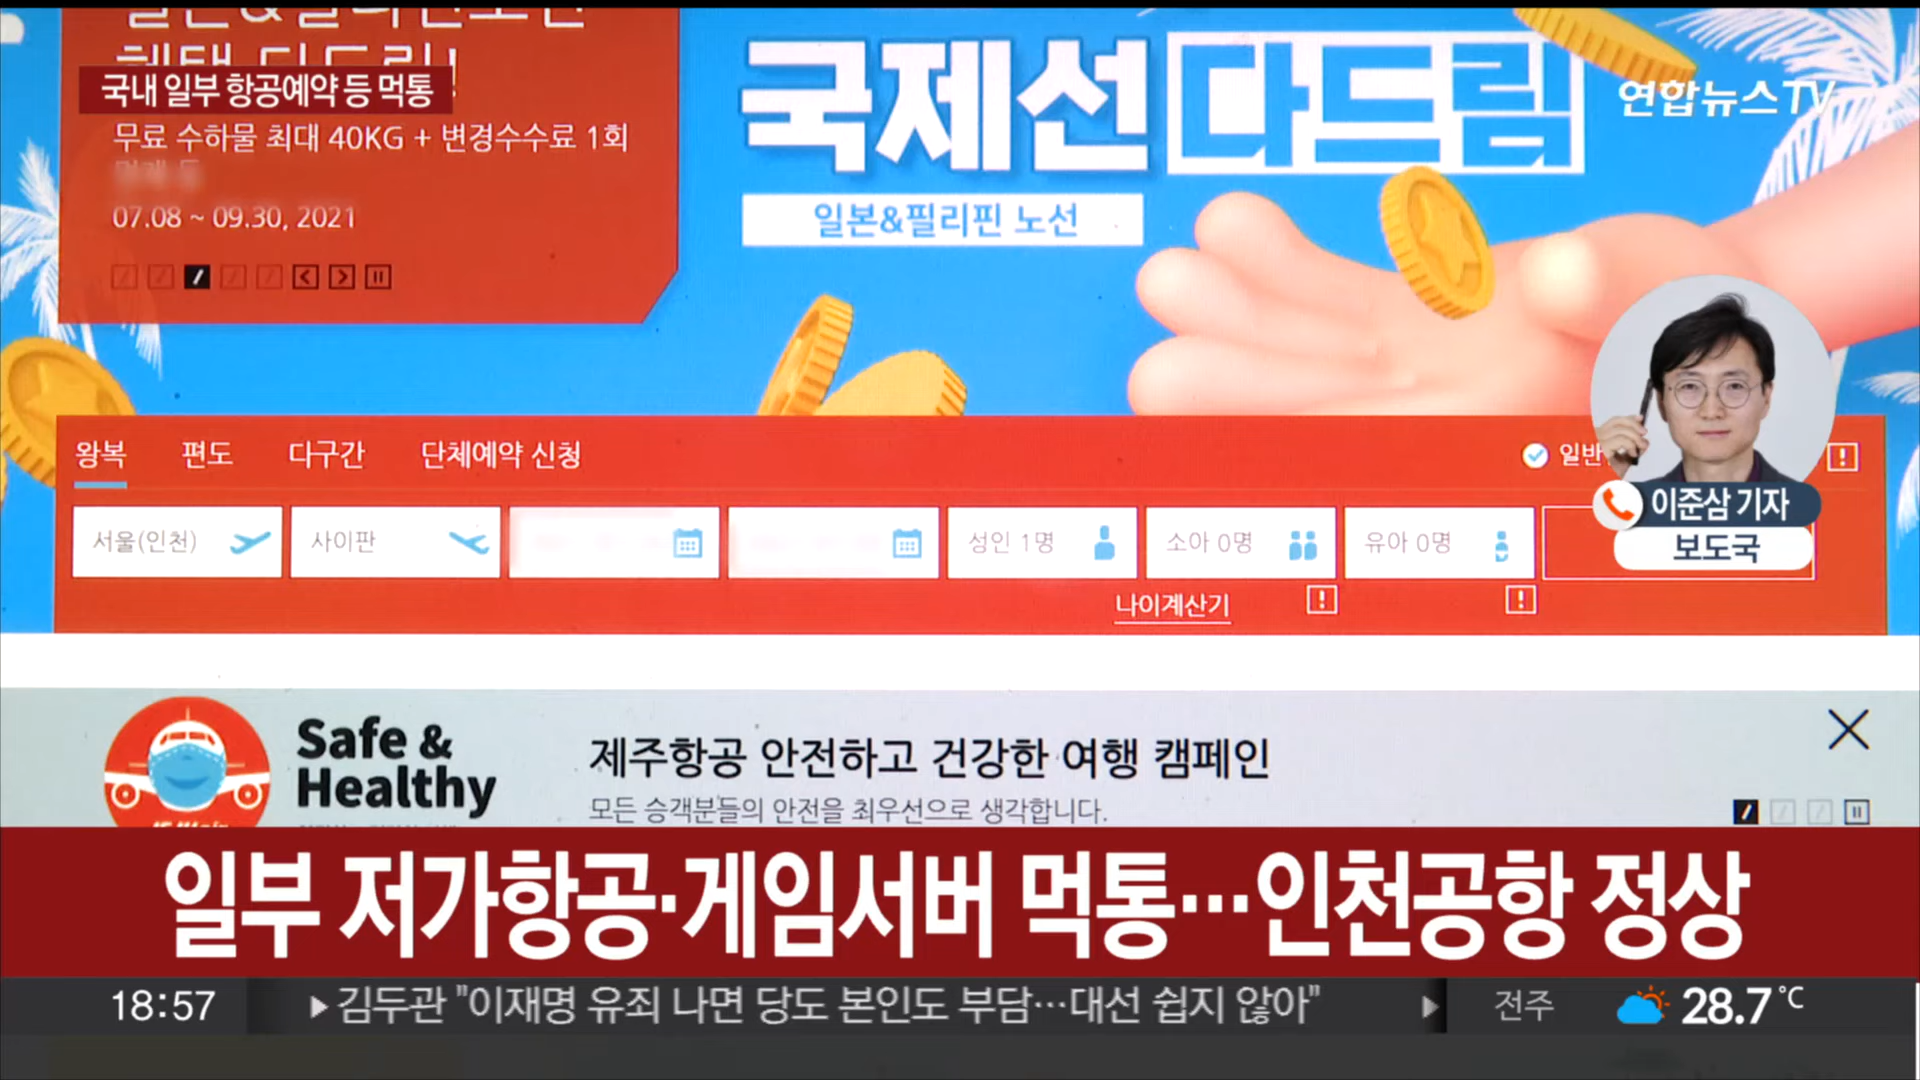 혜택 다드림!
국내 일부 항공예약 등 먹통
무료 수하물 최대 40KG + 변경수수료 1회
07.08 ~ 09.30, 2021
국제선 다드림
일본&필리핀 노선
연합뉴스TV
왕복 편도 다구간 단체예약 신청
일반
서울(인천) 사이판 성인 1명 소아 0명 유아 0명
나이계산기
이준삼 기자
보도국
Safe &
Healthy
제주항공 안전하고 건강한 여행 캠페인
모든 승객분들의 안전을 최우선으로 생각합니다.
일부 저가항공·게임서버 먹통…인천공항 정상
18:57 ▶김두관 "이재명 유죄 나면 당도 본인도 부담…대선 쉽지 않아" ▶ 전주 28.7℃